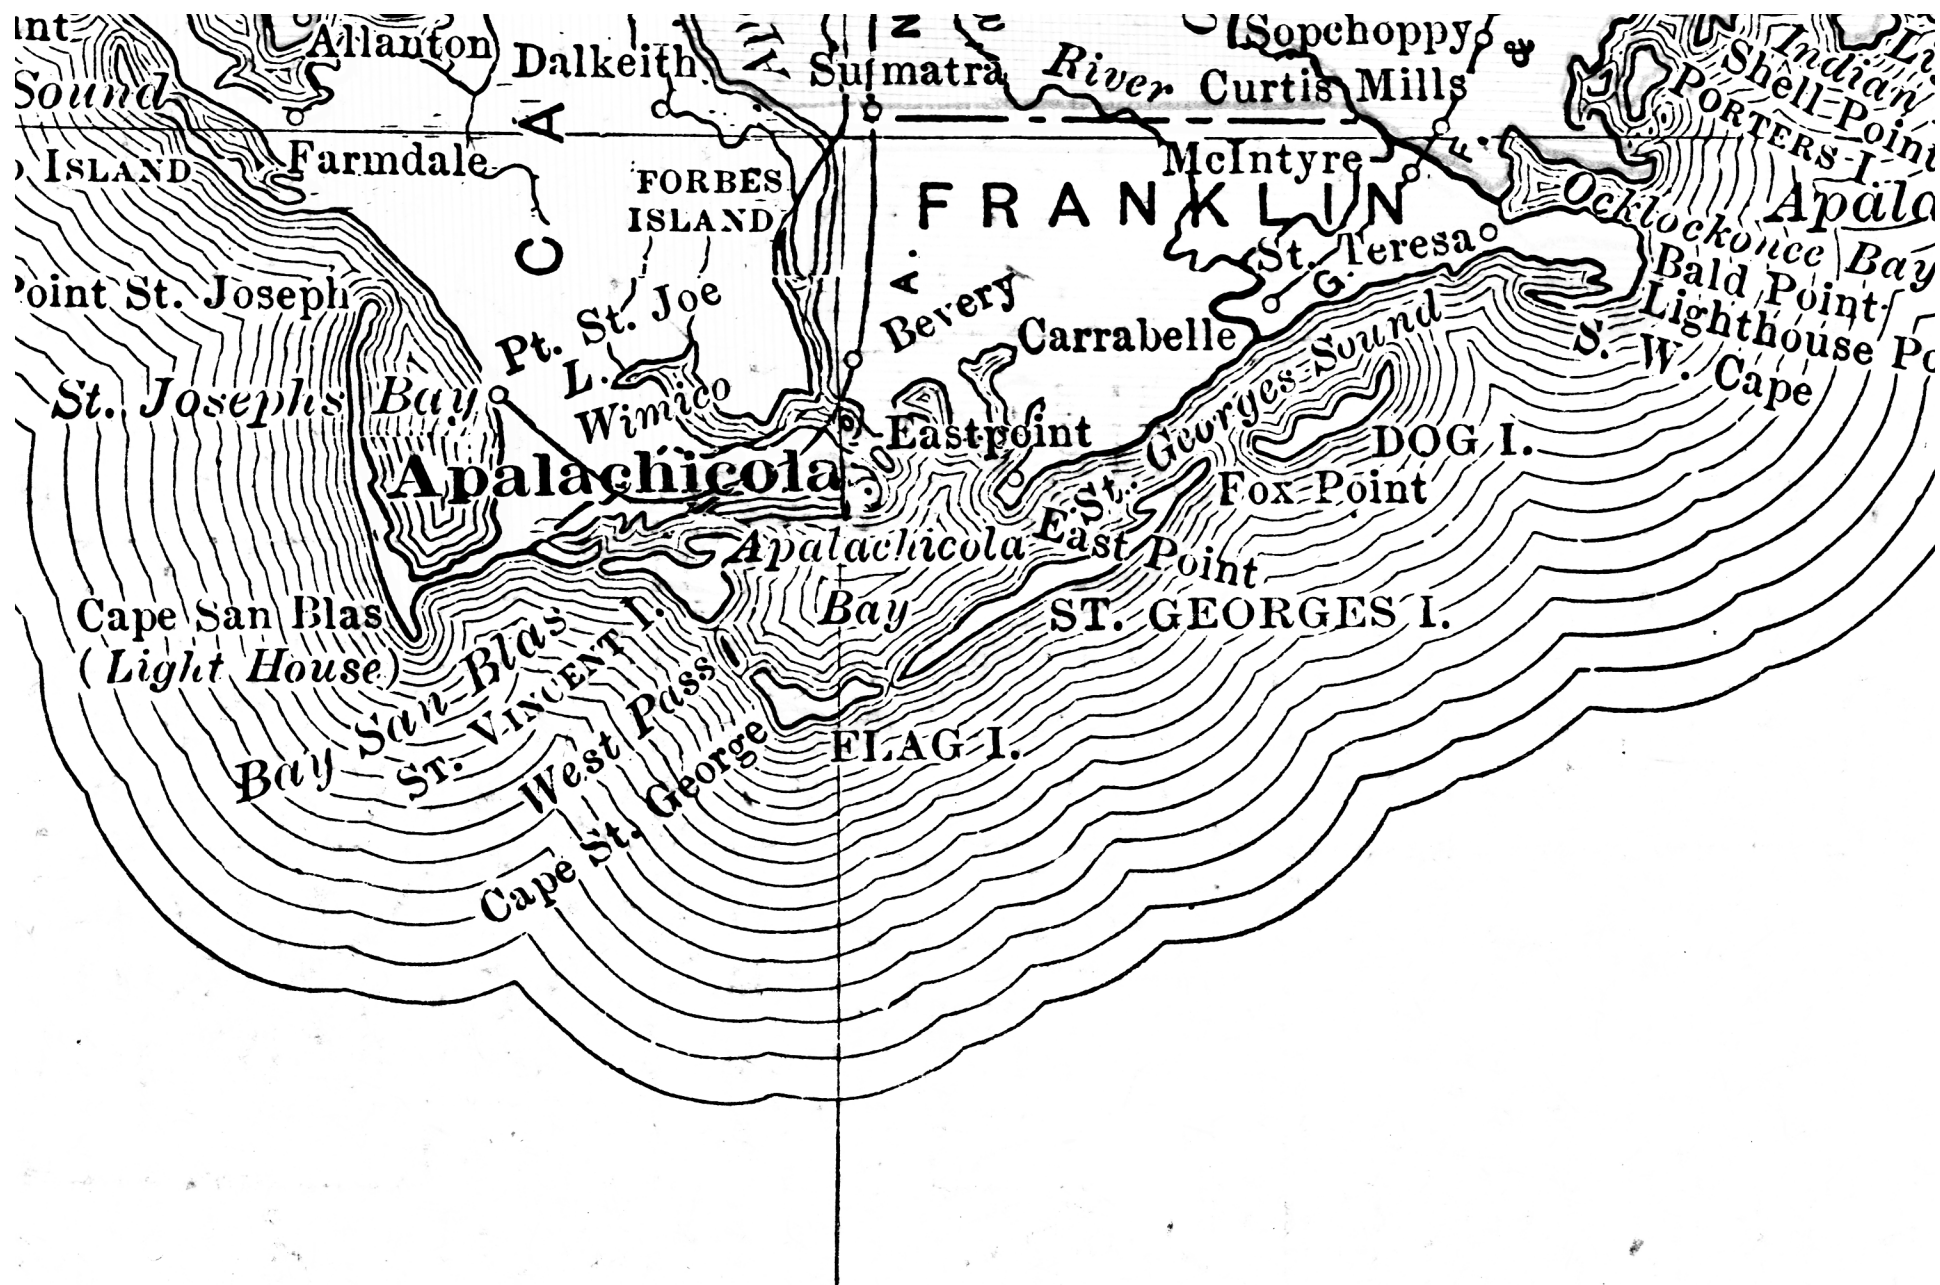 Allanton
Dalkeith
Sumatra
River
Sopchoppy
Curtis Mills
&
Indian
Shell Point
PORTERS I.
Sound
ISLAND
Farmdale
FORBES
ISLAND
McIntyre
F.
FRANKLIN
Ocklockonee Bay
Apala
C A
A.
N
St. Teresa
G.
Bald Point
Lighthouse Po
S. W. Cape
Point St. Joseph
Pt. St. Joe
Bevery
Carrabelle
L.
Wimico
St. Josephs Bay
St. Georges Sound
Eastpoint
DOG I.
Apalachicola
Fox Point
E.
East Point
Apalachicola
Bay
Cape San Blas
(Light House)
ST. GEORGES I.
Bay San Blas
ST. VINCENT I.
West Pass
Cape St. George
FLAG I.